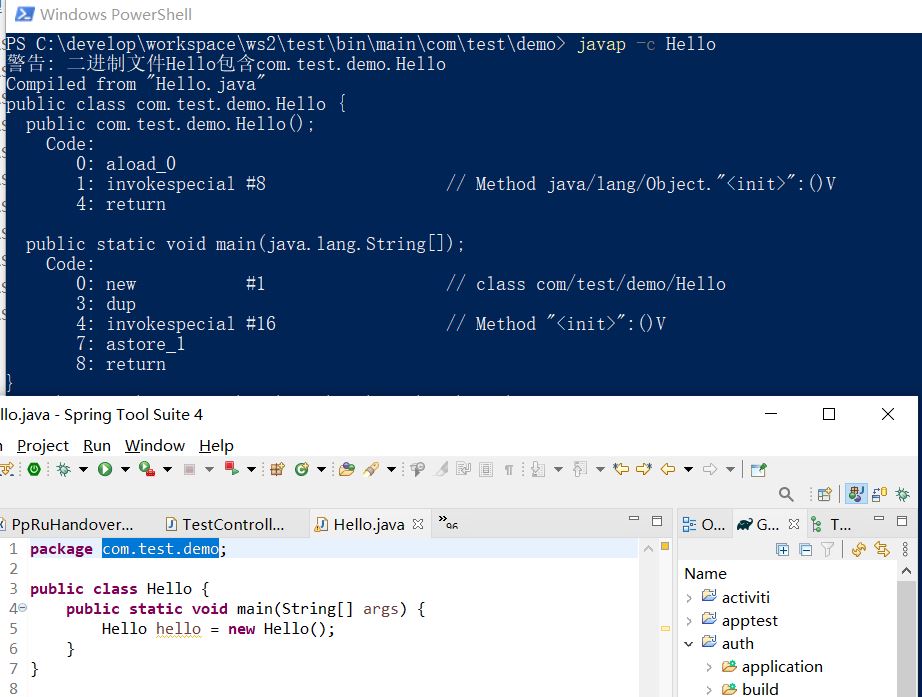 Windows PowerShell
PS C:\develop\workspace\ws2\test\bin\main\com\test\demo> javap -c Hello
警告: 二进制文件Hello包含com.test.demo.Hello
Compiled from "Hello.java"
public class com.test.demo.Hello {
  public com.test.demo.Hello();
    Code:
       0: aload_0
       1: invokespecial #8                  // Method java/lang/Object."<init>":()V
       4: return

  public static void main(java.lang.String[]);
    Code:
       0: new           #1                  // class com/test/demo/Hello
       3: dup
       4: invokespecial #16                 // Method "<init>":()V
       7: astore_1
       8: return
}
llo.java - Spring Tool Suite 4
Project Run Window Help
PpRuHandover... TestControll... Hello.java »96 O... G... T...
1 package com.test.demo;
2
3 public class Hello {
4     public static void main(String[] args) {
5         Hello hello = new Hello();
6     }
7 }
8
Name
activiti
apptest
auth
application
build